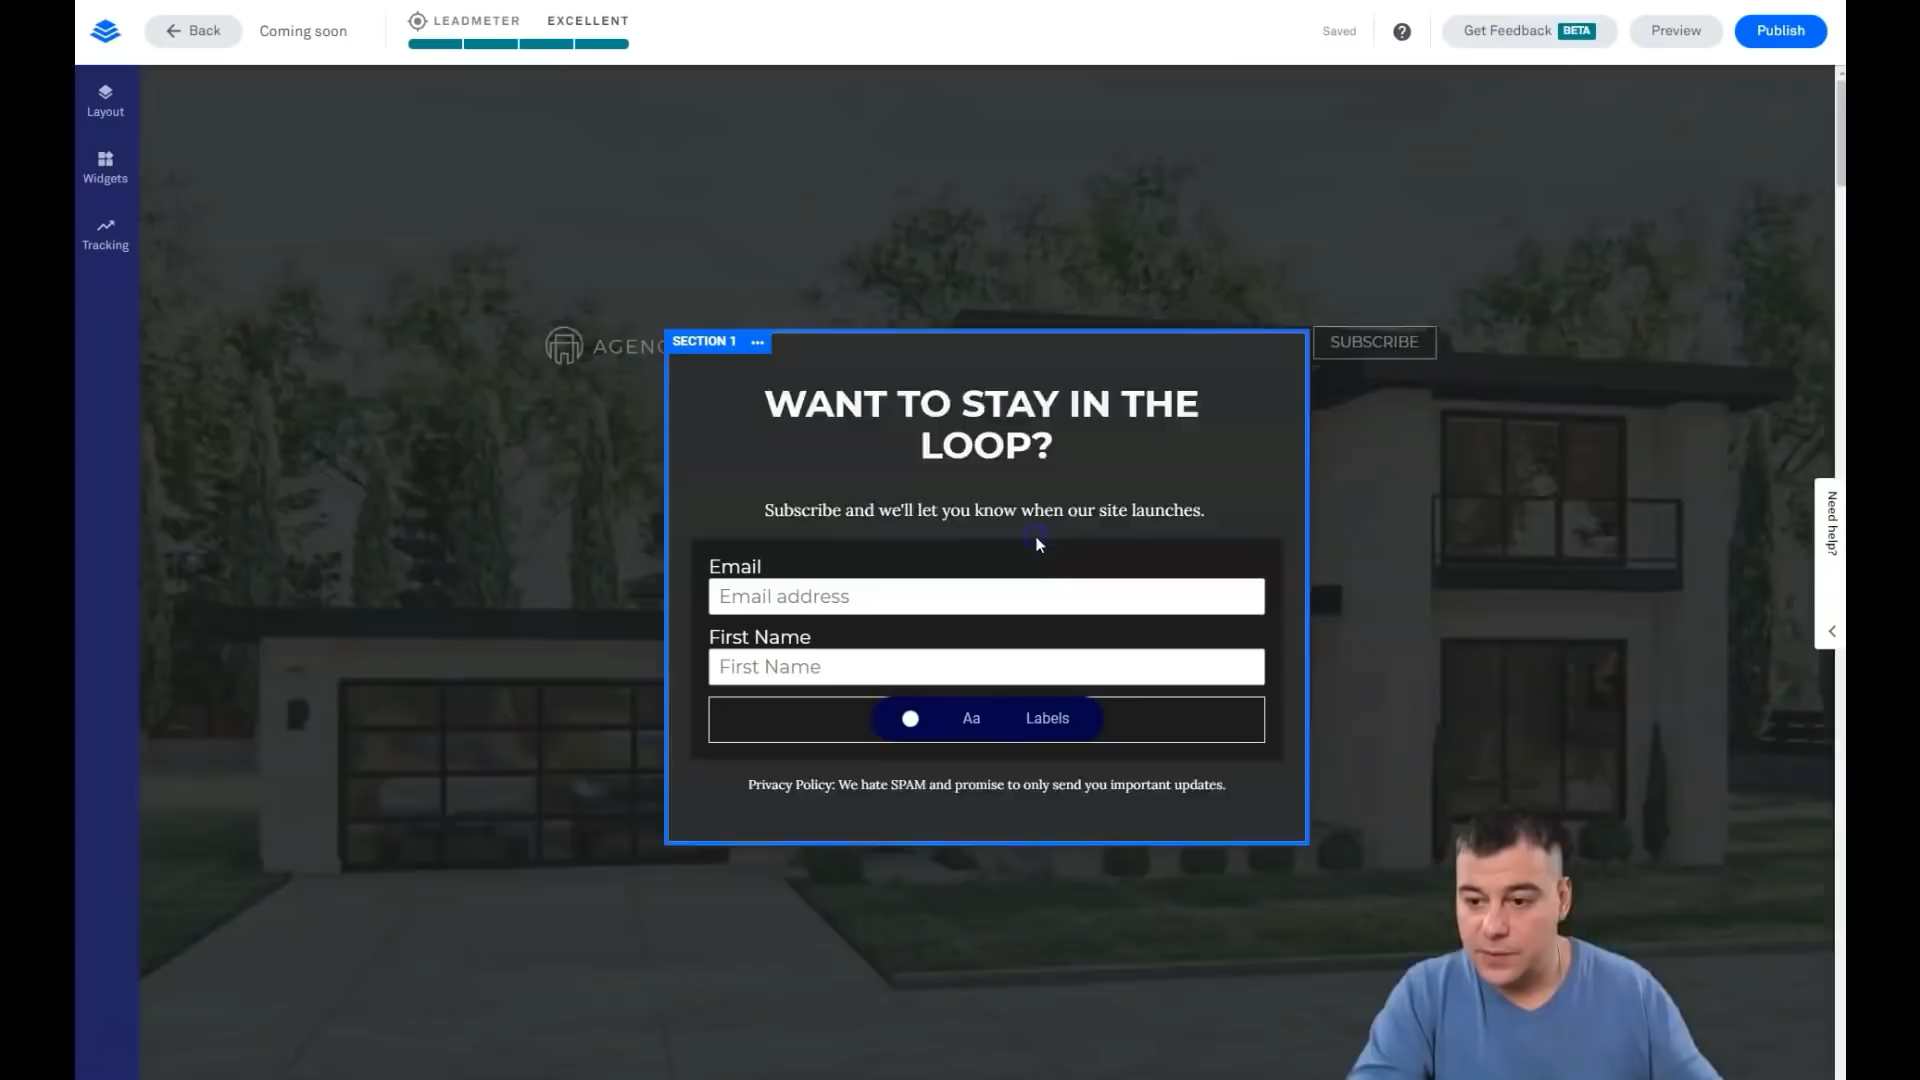 Back
Coming soon
LEADMETER EXCELLENT
Saved
?
Get Feedback BETA
Preview
Publish
Layout
Widgets
Tracking
SECTION 1 ...
SUBSCRIBE
WANT TO STAY IN THE
LOOP?
Subscribe and we'll let you know when our site launches.
Email
Email address
First Name
First Name
Aa Labels
Privacy Policy: We hate SPAM and promise to only send you important updates.
Need help?